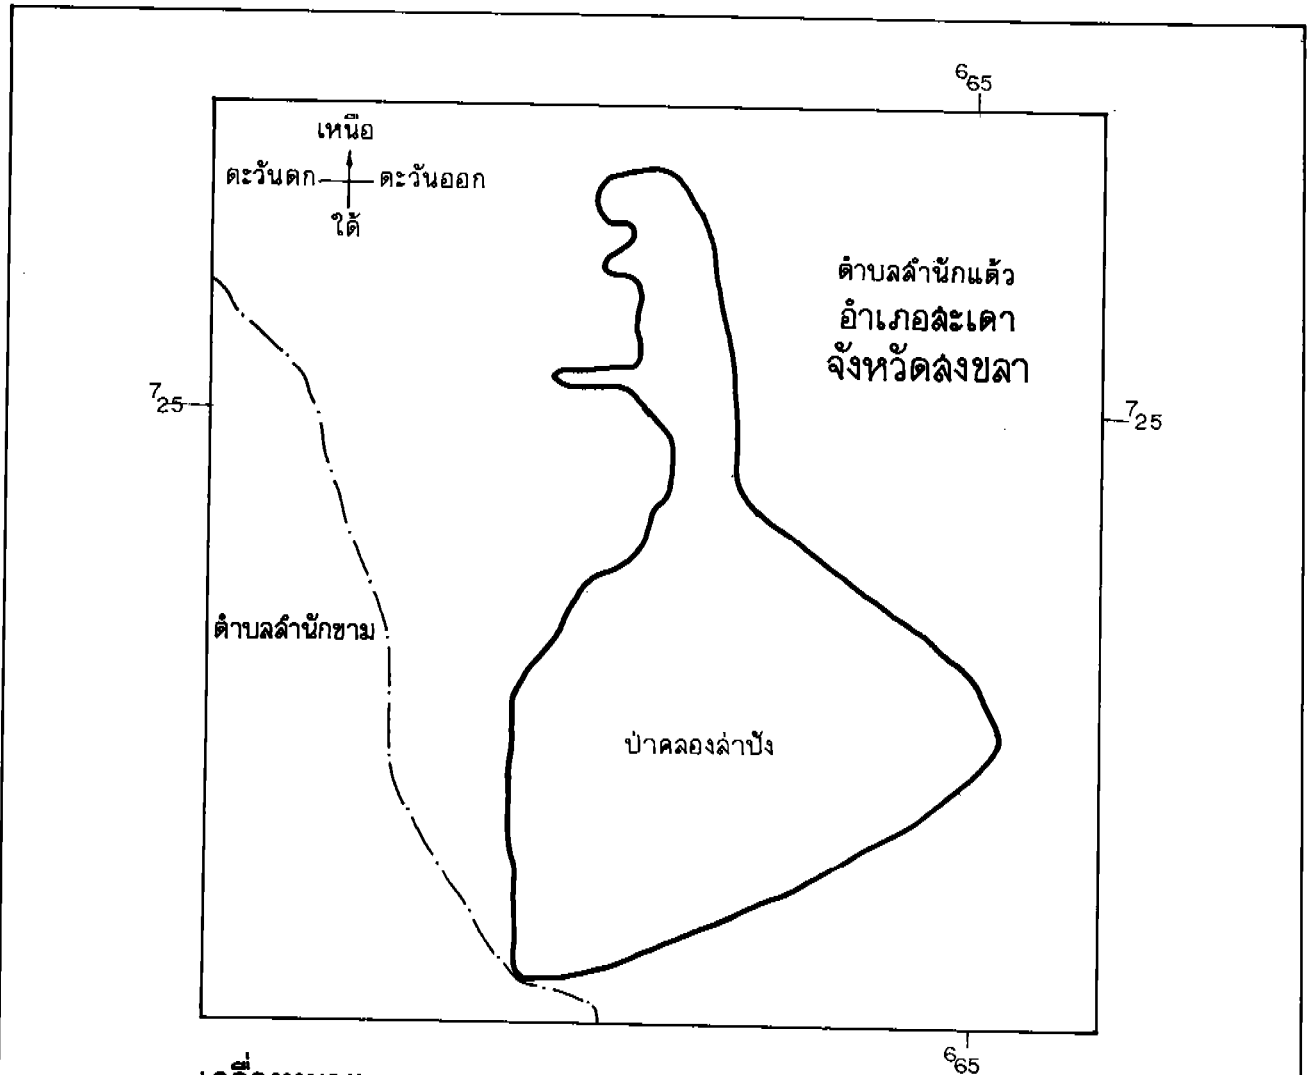 ⁶65
เหนือ
ตะวันตก ตะวันออก
ใต้
ตำบลสำนักแต้ว
อำเภอสะเดา
จังหวัดสงขลา
⁷25
⁷25
ตำบลสำนักขาม
ป่าคลองลำปัง
⁶65